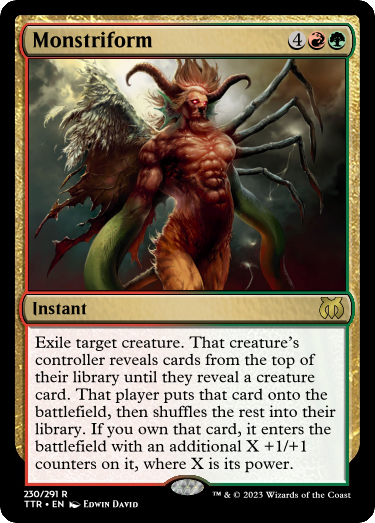 Monstriform 4
Instant
Exile target creature. That creature's
controller reveals cards from the top of
their library until they reveal a creature
card. That player puts that card onto the
battlefield, then shuffles the rest into their
library. If you own that card, it enters the
battlefield with an additional X +1/+1
counters on it, where X is its power.
230/291 R
TTR • EN Edwin David
™ & © 2023 Wizards of the Coast